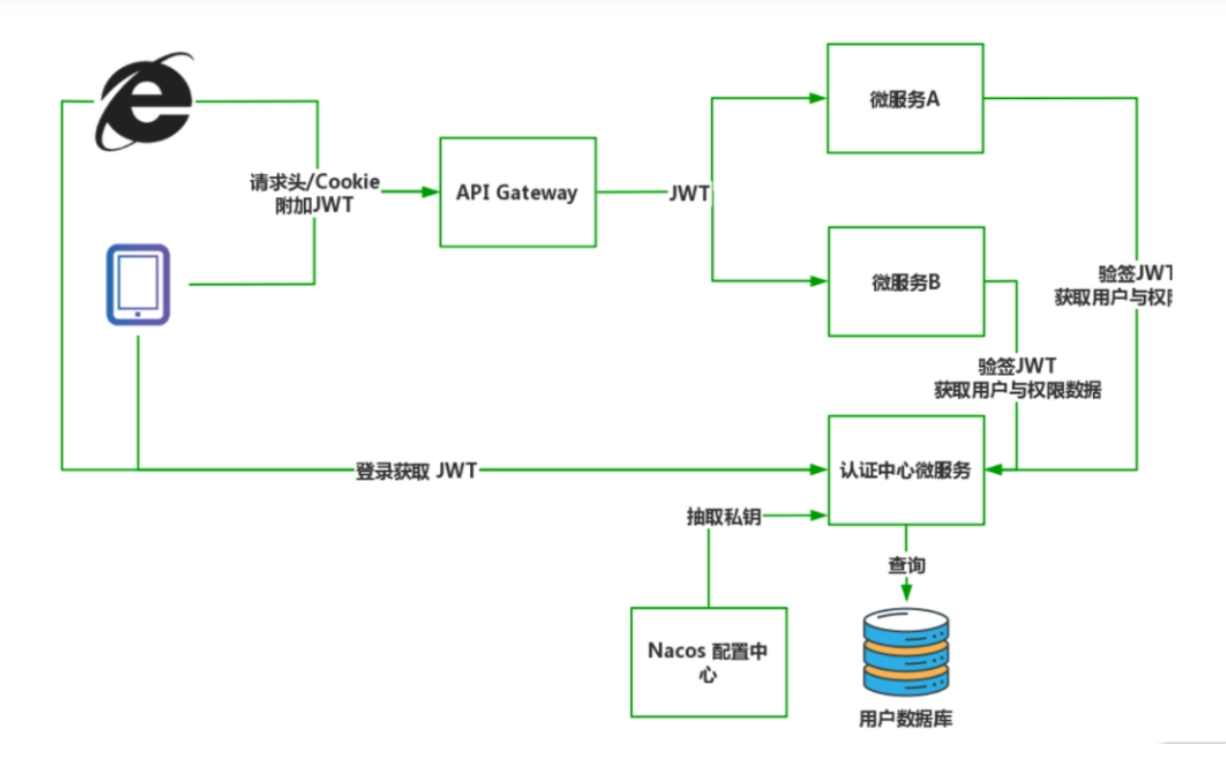 微服务A
请求头/Cookie
附加JWT
API Gateway
JWT
微服务B
验签JWT
获取用户与权
验签JWT
获取用户与权限数据
登录获取 JWT
认证中心微服务
抽取私钥
查询
Nacos 配置中
心
用户数据库